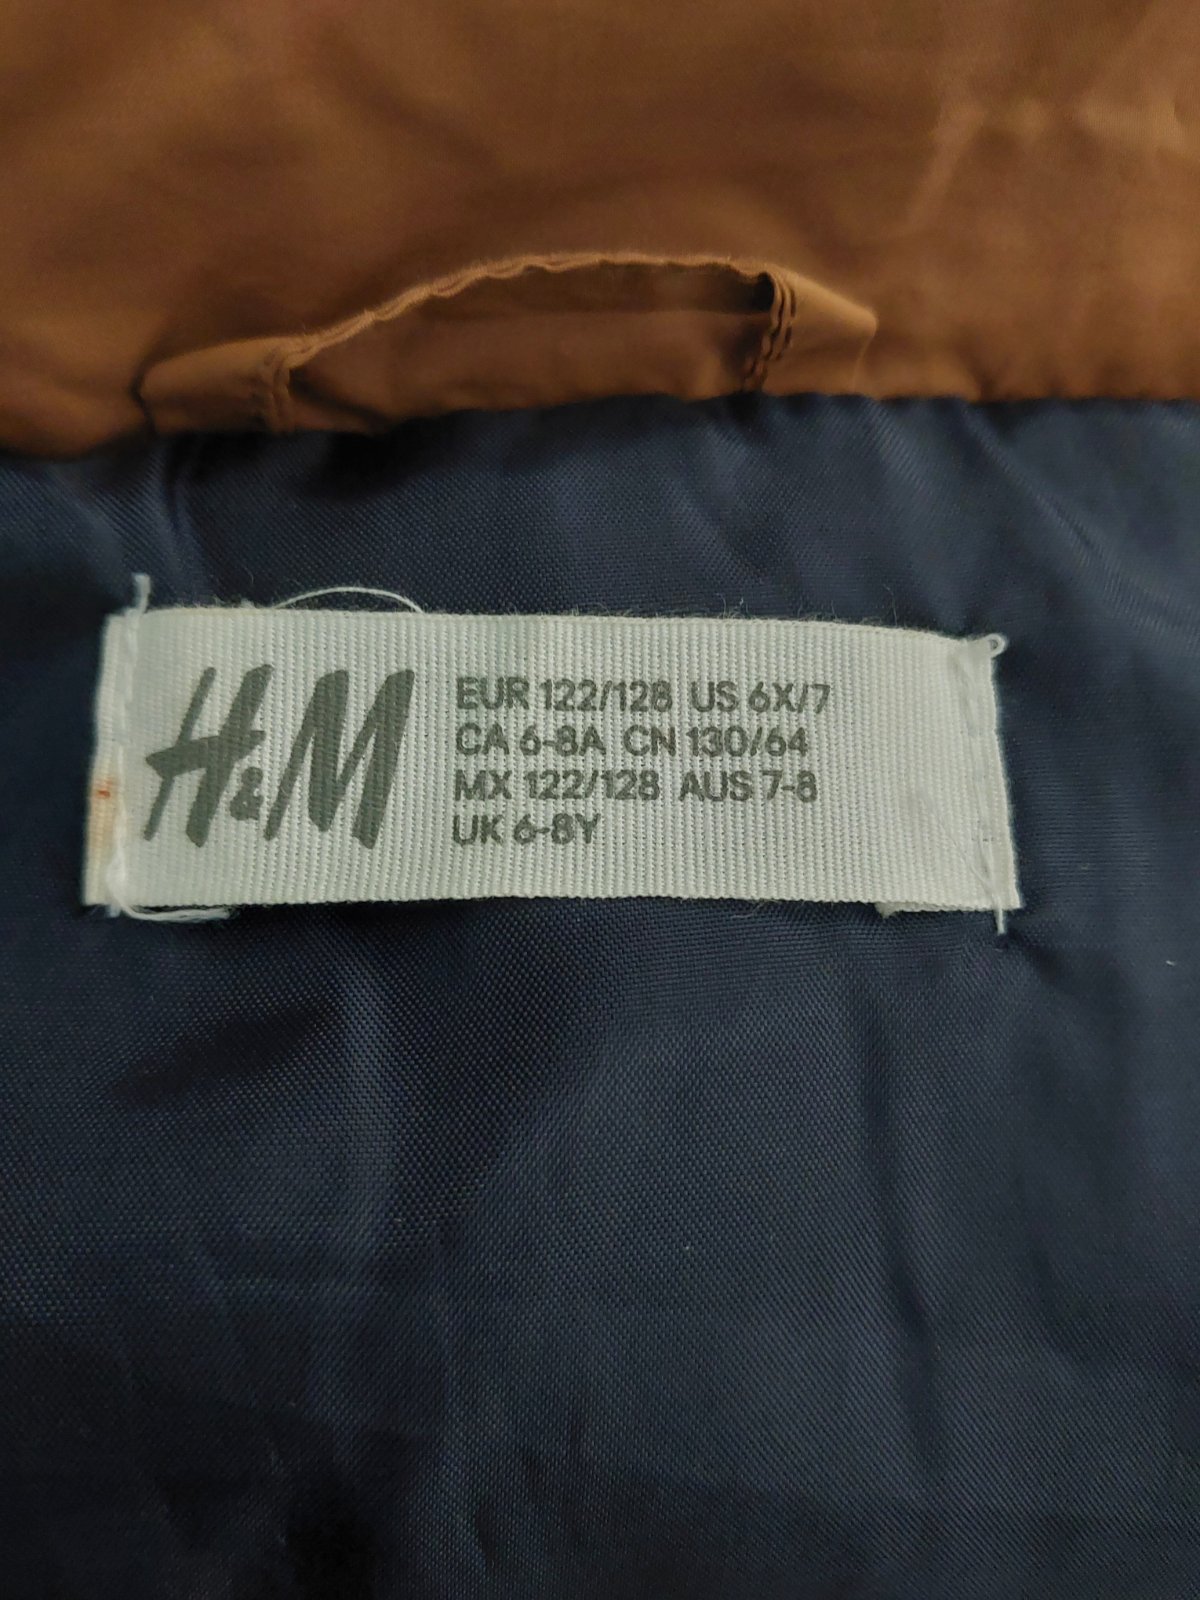 H&M
EUR 122/128 US 6X/7
CA 6-8A CN 130/64
MX 122/128 AUS 7-8
UK 6-8Y